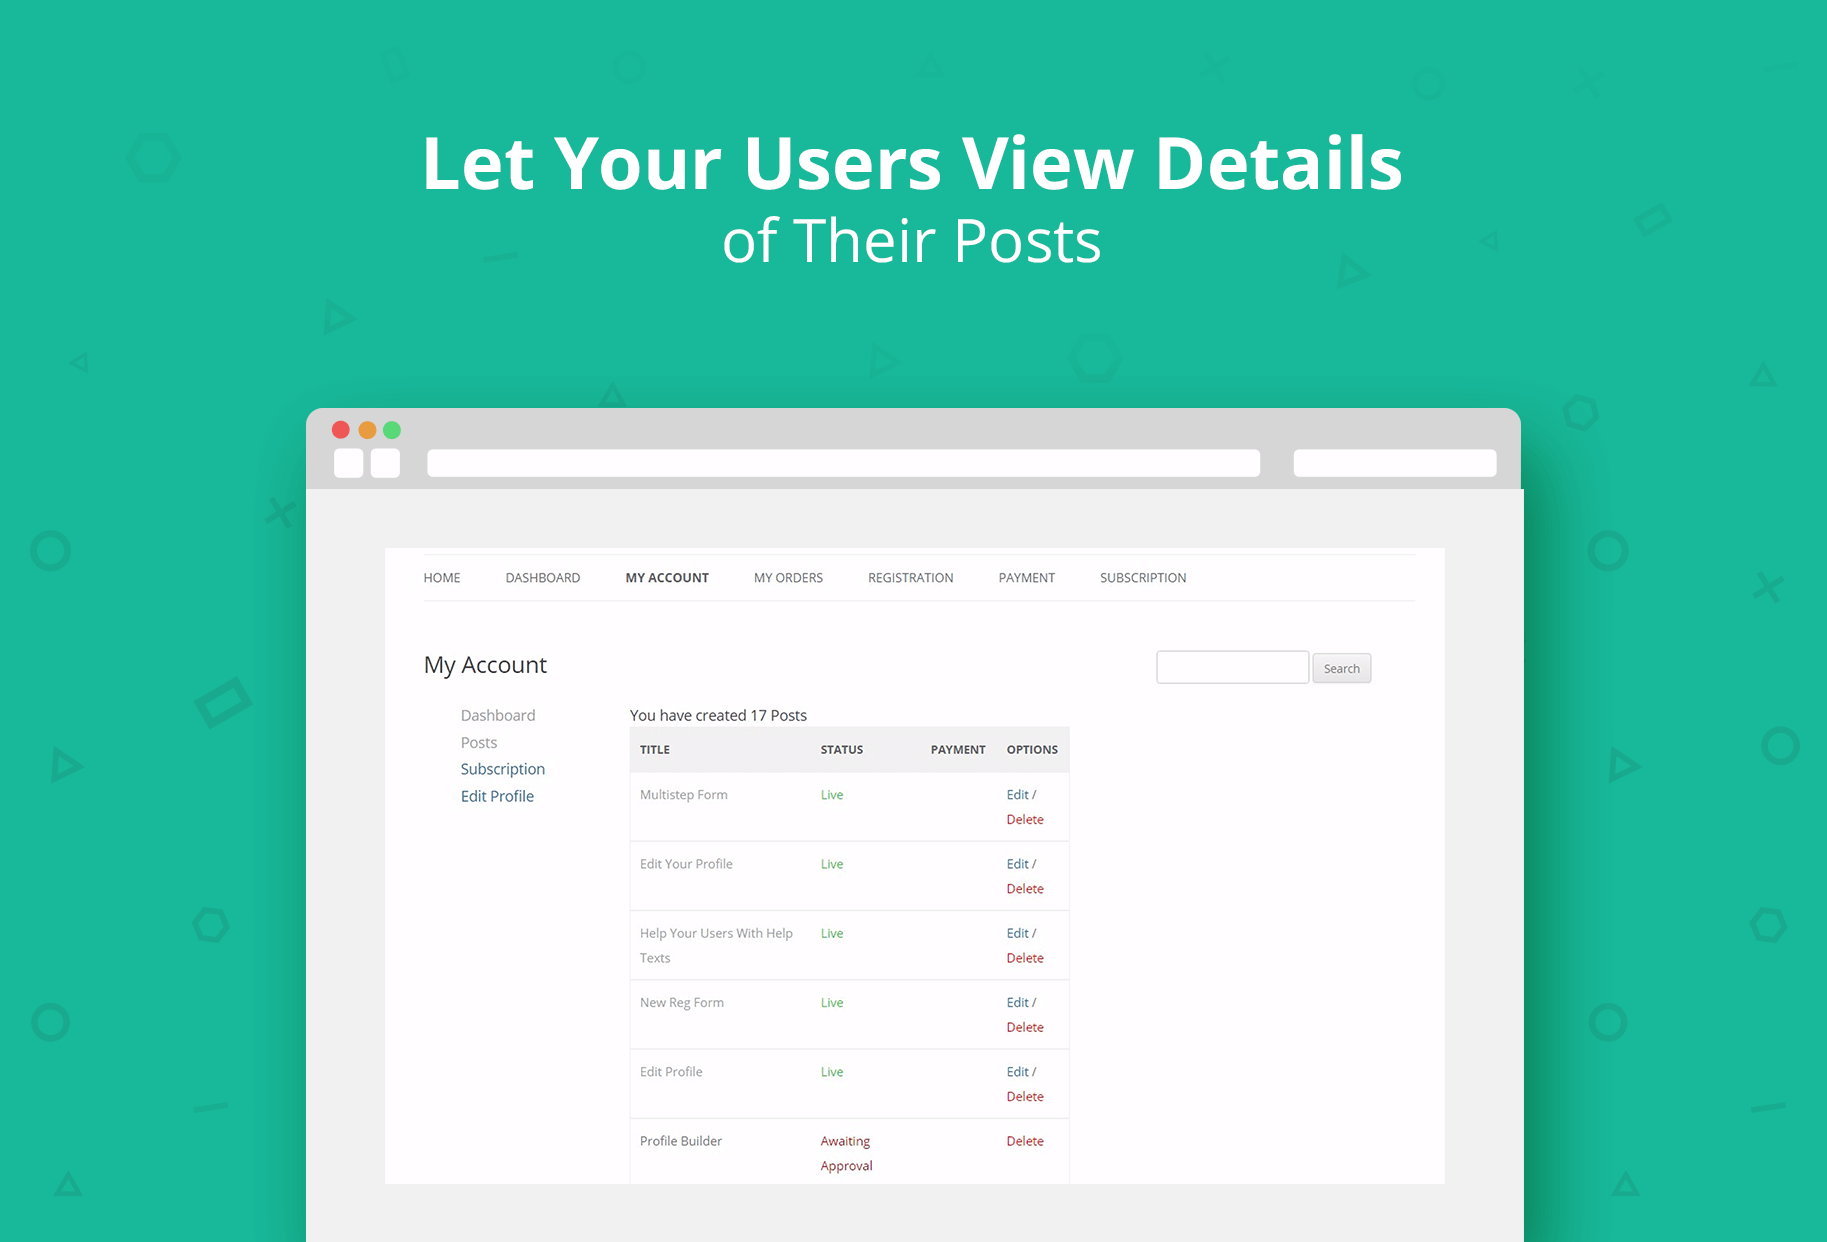 Let Your Users View Details
of Their Posts
HOME DASHBOARD MY ACCOUNT MY ORDERS REGISTRATION PAYMENT SUBSCRIPTION
My Account
Search
Dashboard
Posts
Subscription
Edit Profile
You have created 17 Posts
TITLE STATUS PAYMENT OPTIONS
Multistep Form Live Edit /
Delete
Edit Your Profile Live Edit /
Delete
Help Your Users With Help Live Edit /
Texts Delete
New Reg Form Live Edit /
Delete
Edit Profile Live Edit /
Delete
Profile Builder Awaiting Delete
Approval